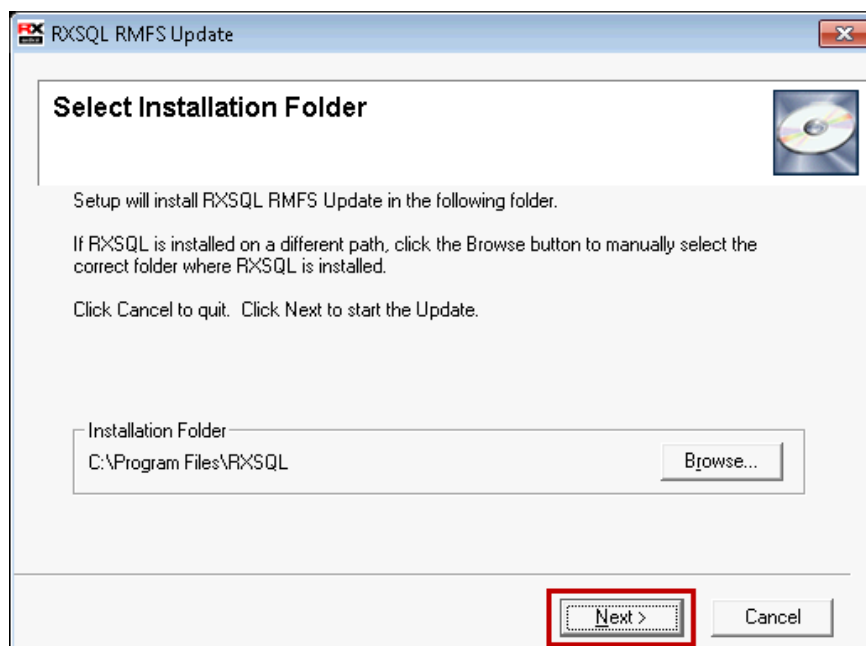 RX
RXSQL RMFS Update
Select Installation Folder
Setup will install RXSQL RMFS Update in the following folder.
If RXSQL is installed on a different path, click the Browse button to manually select the
correct folder where RXSQL is installed.
Click Cancel to quit.  Click Next to start the Update.
Installation Folder
C:\Program Files\RXSQL
Browse...
Next >
Cancel